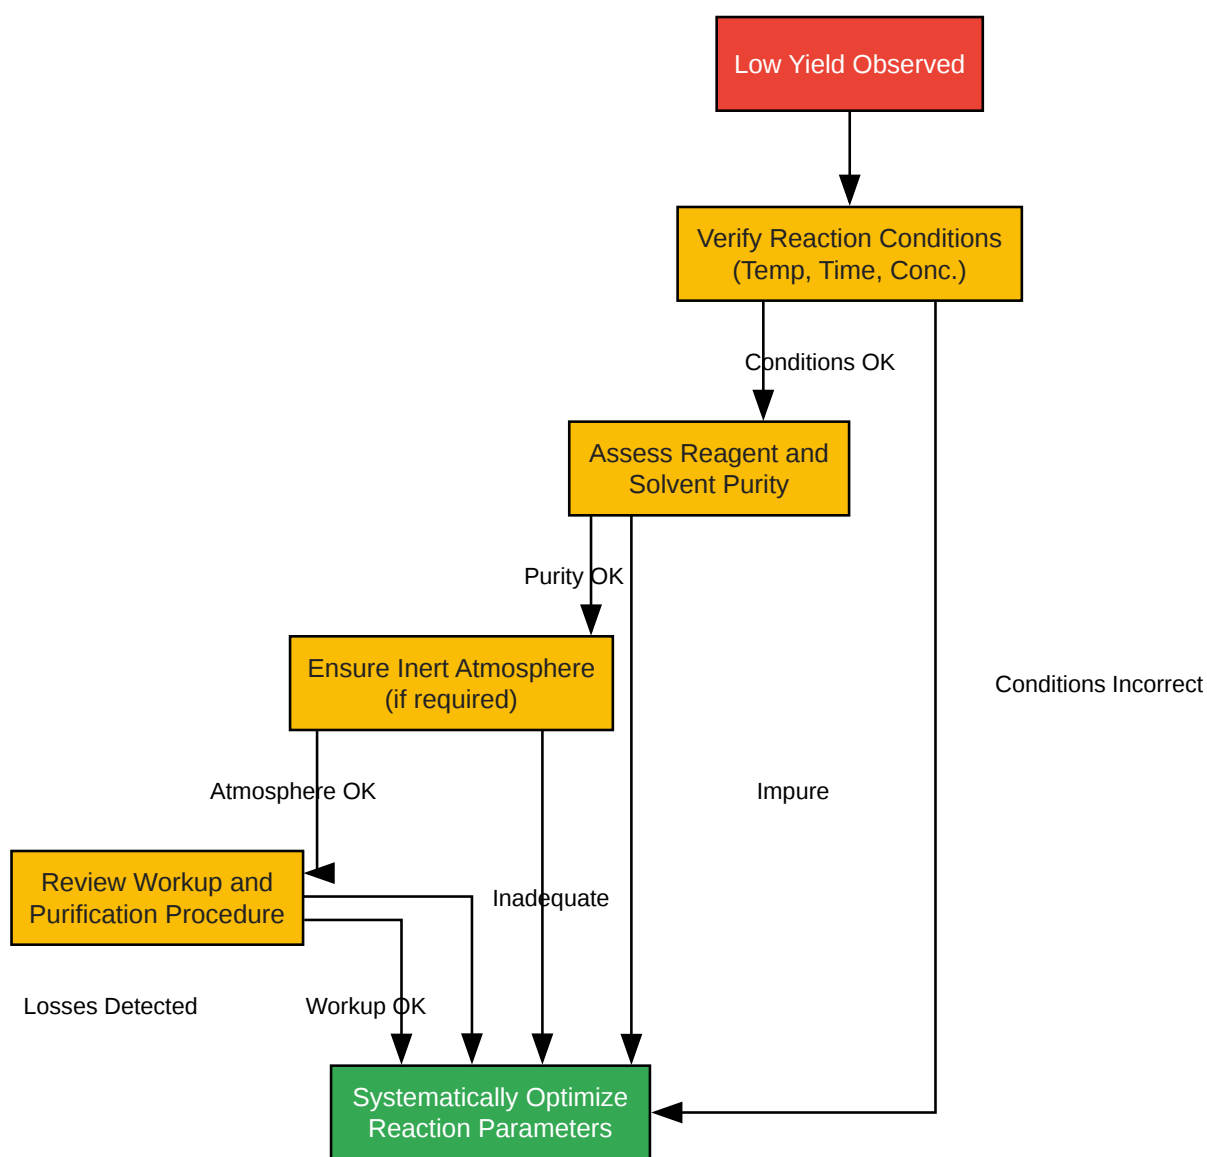 Low Yield Observed
Verify Reaction Conditions
(Temp, Time, Conc.)
Conditions OK
Assess Reagent and
Solvent Purity
Purity OK
Ensure Inert Atmosphere
(if required)
Conditions Incorrect
Atmosphere OK
Impure
Review Workup and
Purification Procedure
Inadequate
Losses Detected
Workup OK
Systematically Optimize
Reaction Parameters